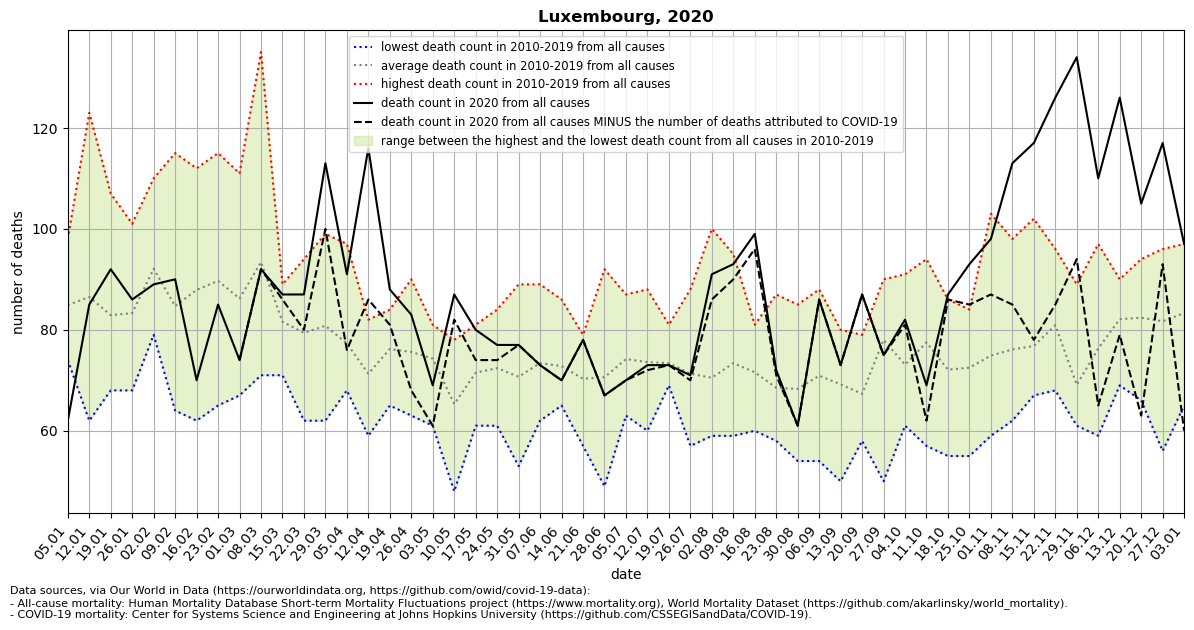 Luxembourg, 2020
lowest death count in 2010-2019 from all causes
average death count in 2010-2019 from all causes
highest death count in 2010-2019 from all causes
death count in 2020 from all causes
death count in 2020 from all causes MINUS the number of deaths attributed to COVID-19
range between the highest and the lowest death count from all causes in 2010-2019
number of deaths
120
100
80
60
05.01 12.01 19.01 26.01 02.02 09.02 16.02 23.02 01.03 08.03 15.03 22.03 29.03 05.04 12.04 19.04 26.04 03.05 10.05 17.05 24.05 31.05 07.06 14.06 21.06 28.06 05.07 12.07 19.07 26.07 02.08 09.08 16.08 23.08 30.08 06.09 13.09 20.09 27.09 04.10 11.10 18.10 25.10 01.11 08.11 15.11 22.11 29.11 06.12 13.12 20.12 27.12 03.01
date
Data sources, via Our World in Data (https://ourworldindata.org, https://github.com/owid/covid-19-data):
- All-cause mortality: Human Mortality Database Short-term Mortality Fluctuations project (https://www.mortality.org), World Mortality Dataset (https://github.com/akarlinsky/world_mortality).
- COVID-19 mortality: Center for Systems Science and Engineering at Johns Hopkins University (https://github.com/CSSEGISandData/COVID-19).